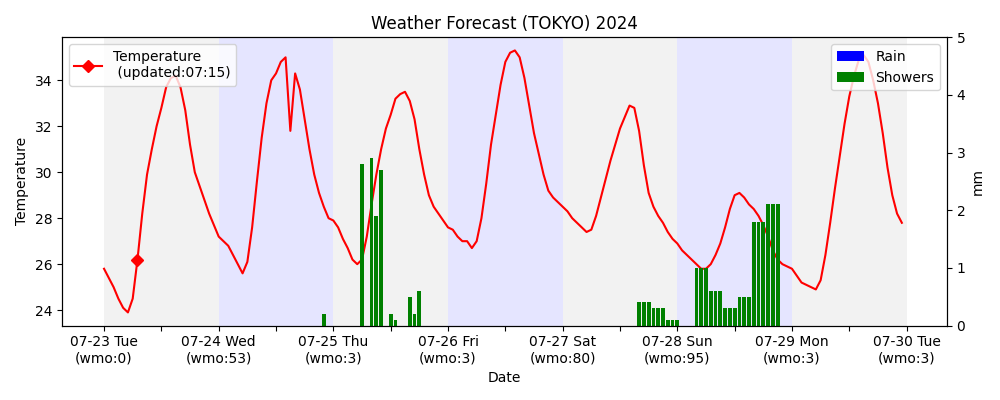 Weather Forecast (TOKYO) 2024
Temperature
(updated:07:15)
Rain
Showers
Temperature
34
32
30
28
26
24
5
4
3
2
1
0
mm
07-23 Tue
(wmo:0)
07-24 Wed
(wmo:53)
07-25 Thu
(wmo:3)
07-26 Fri
(wmo:3)
07-27 Sat
(wmo:80)
07-28 Sun
(wmo:95)
07-29 Mon
(wmo:3)
07-30 Tue
(wmo:3)
Date